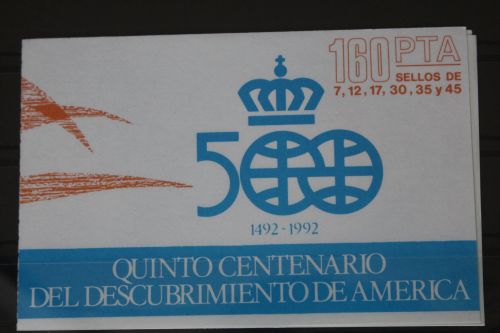 160 PTA
SELLOS DE
7, 12, 17, 30, 35 y 45
500
1492 - 1992
QUINTO CENTENARIO
DEL DESCUBRIMIENTO DE AMERICA